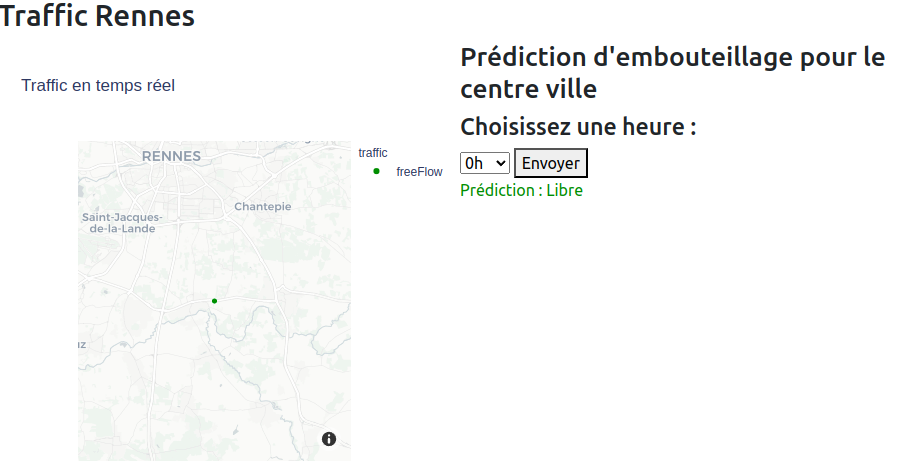 Traffic Rennes
Traffic en temps réel
RENNES
Chantepie
Saint-Jacques-
de-la-Lande
uz
traffic
freeFlow
Prédiction d'embouteillage pour le
centre ville
Choisissez une heure :
0h Envoyer
Prédiction : Libre